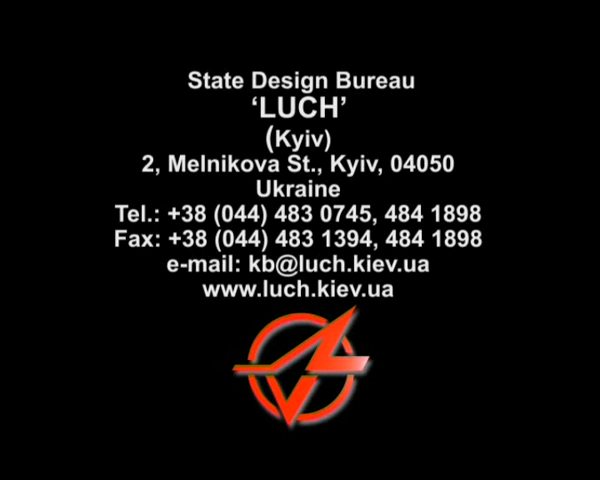 State Design Bureau
‘LUCH’
(Kyiv)
2, Melnikova St., Kyiv, 04050
Ukraine
Tel.: +38 (044) 483 0745, 484 1898
Fax: +38 (044) 483 1394, 484 1898
e-mail: kb@luch.kiev.ua
www.luch.kiev.ua